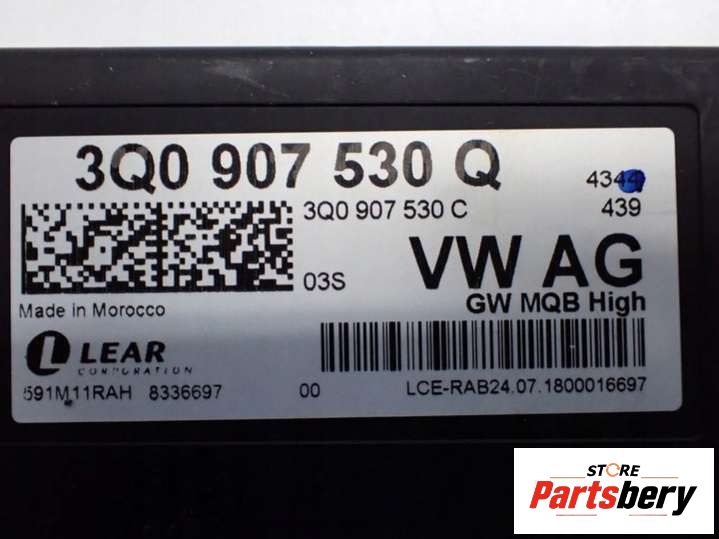 3Q0 907 530 Q
3Q0 907 530 C
439
03S
VW AG
GW MQB High
Made in Morocco
LEAR
CORPORATION
591M11RAH 8336697 00 LCE-RAB24.07.1800016697
STORE
Partsbery